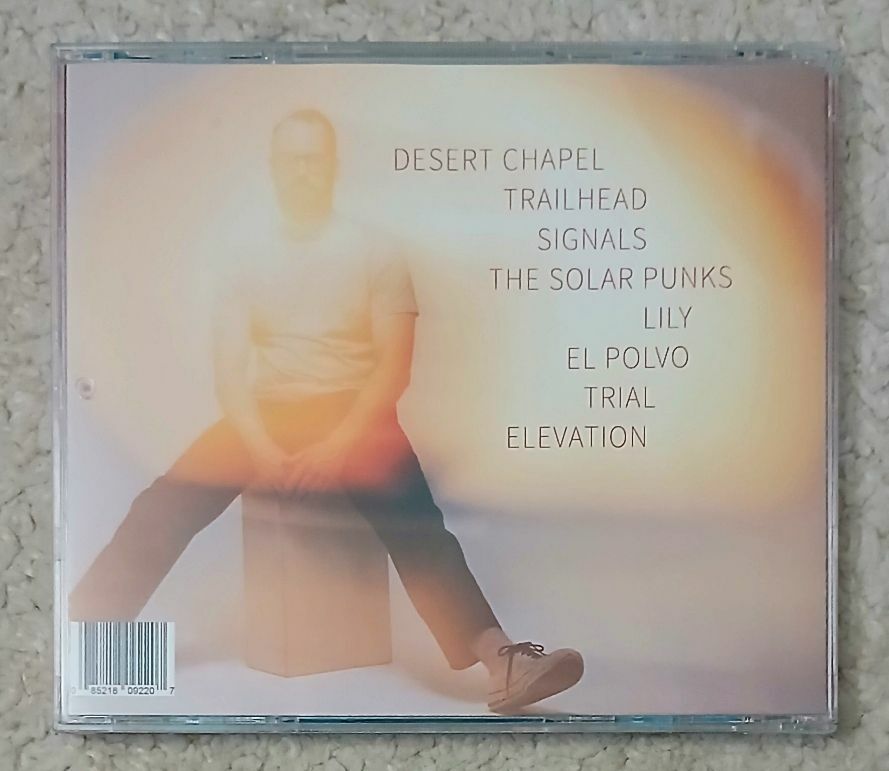 DESERT CHAPEL
TRAILHEAD
SIGNALS
THE SOLAR PUNKS
LILY
EL POLVO
TRIAL
ELEVATION
0 85218 09220 7